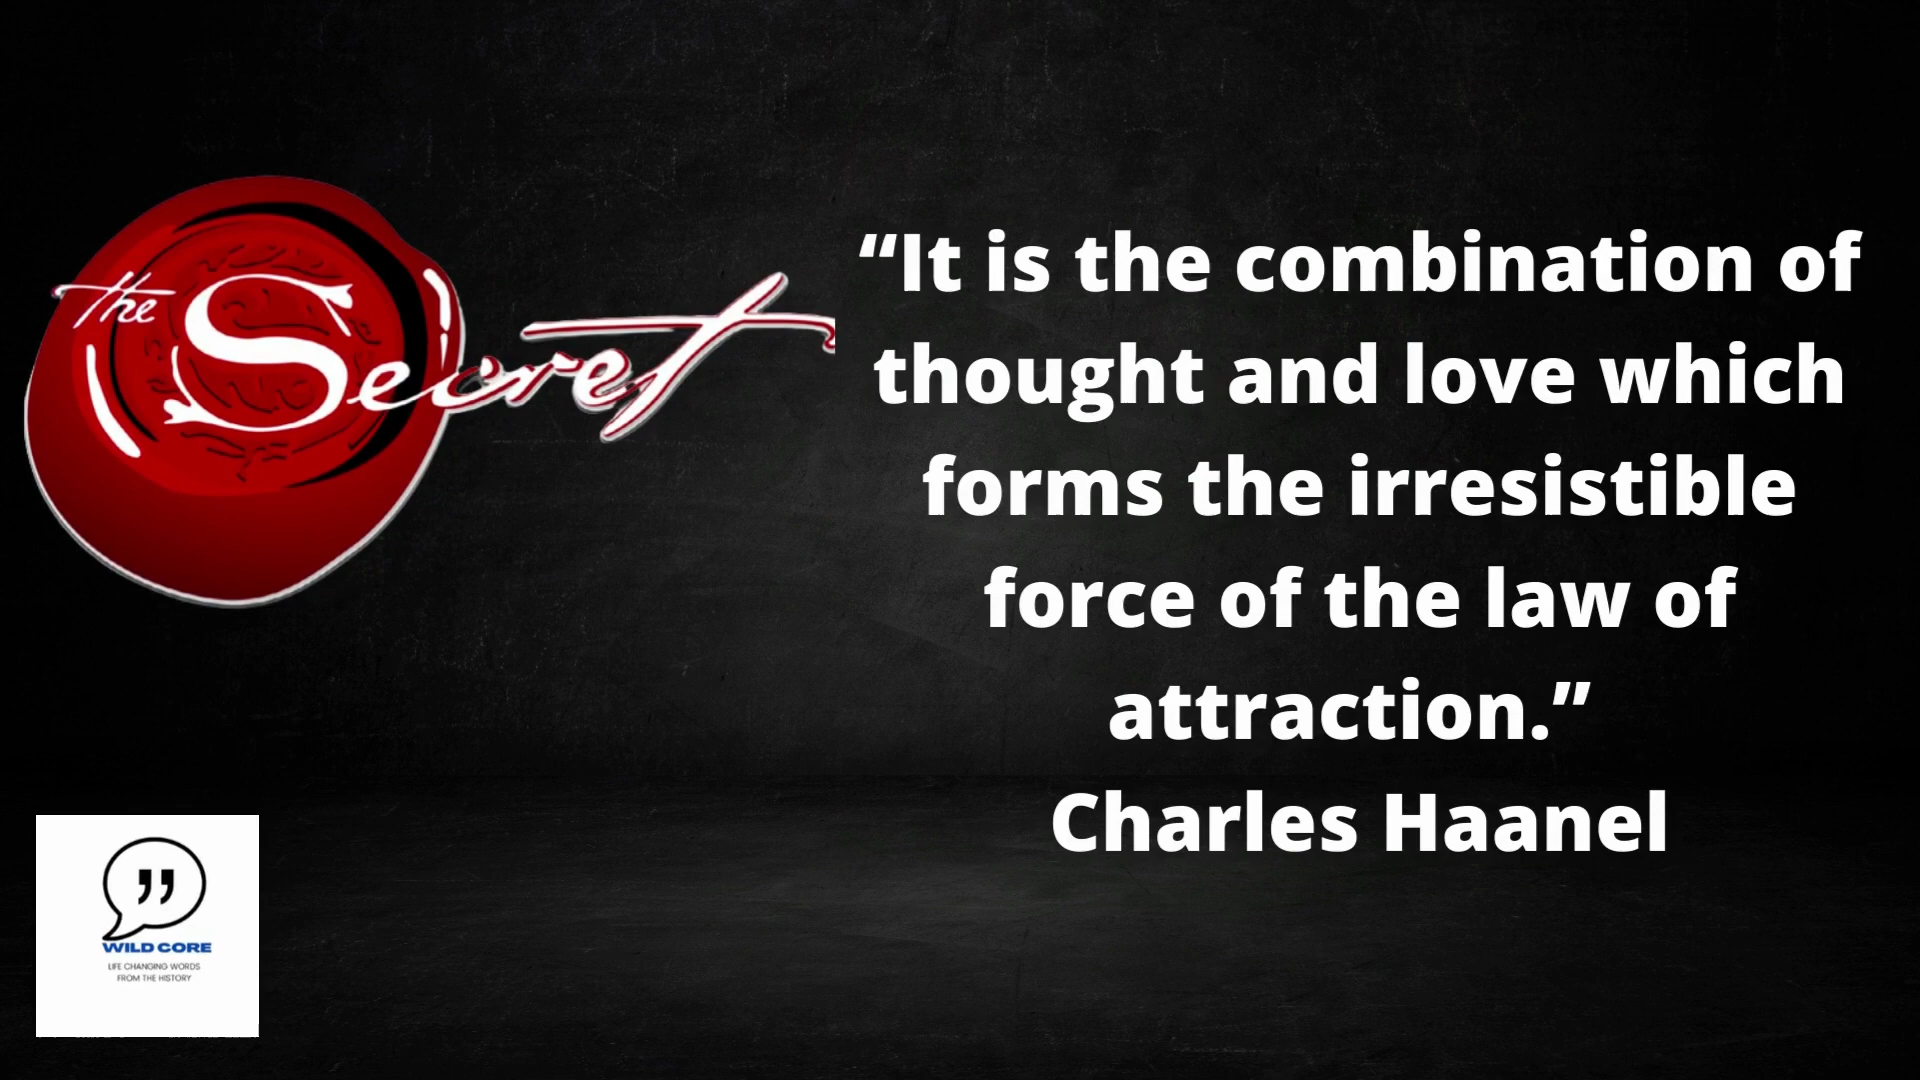 the Secret
“It is the combination of
thought and love which
forms the irresistible
force of the law of
attraction.”
Charles Haanel
WILD CORE
LIFE CHANGING WORDS
FROM THE HISTORY